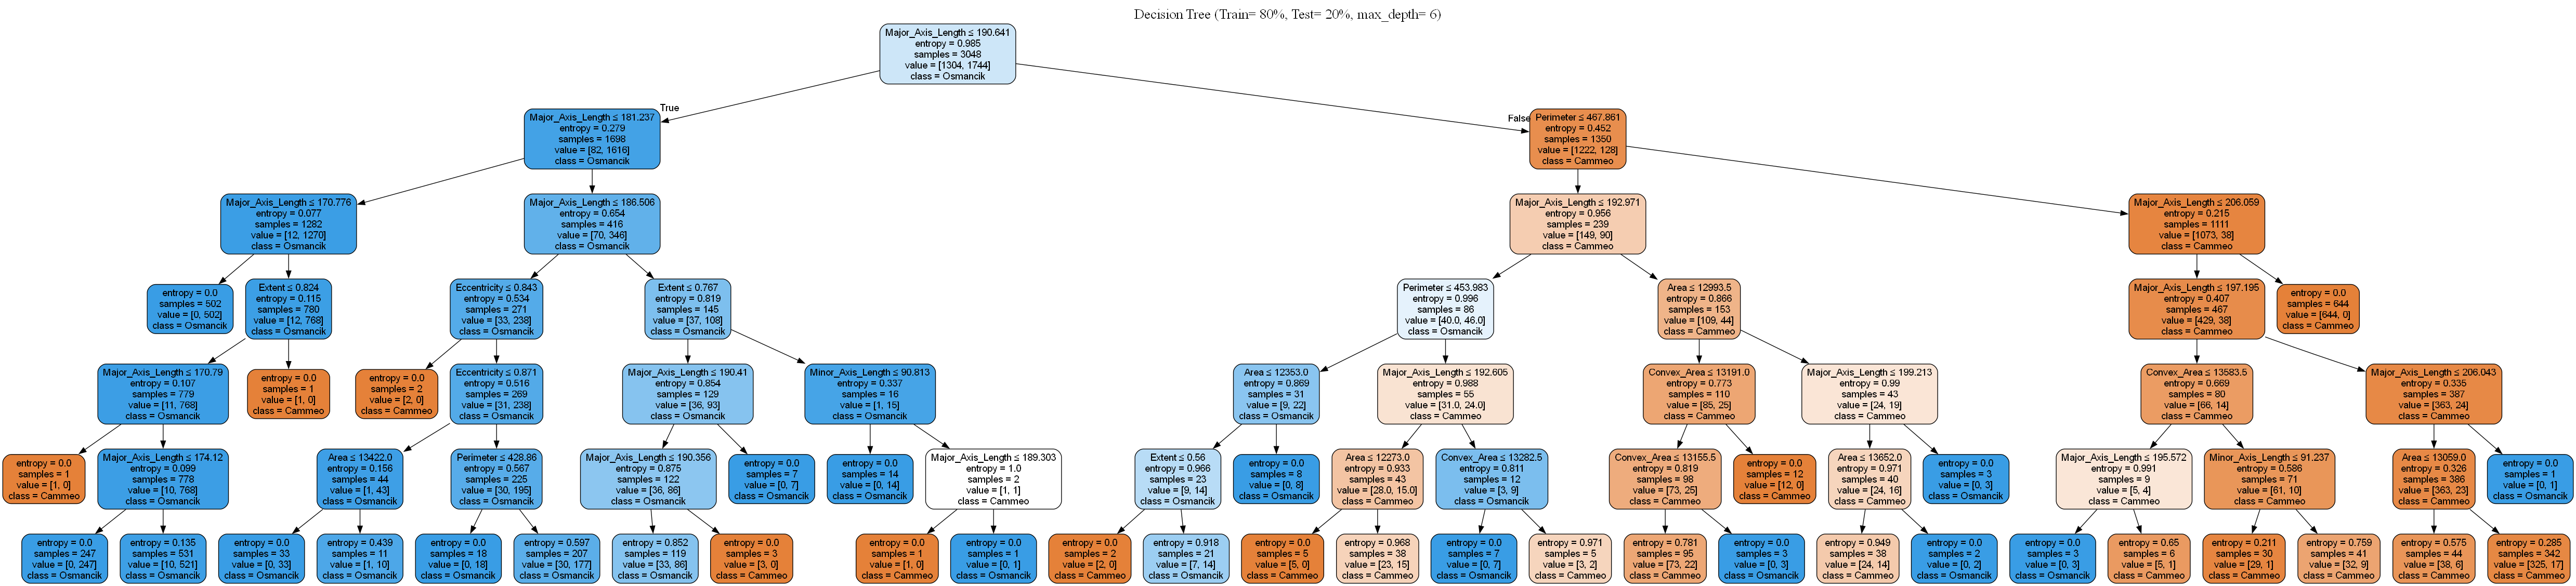 Decision Tree (Train= 80%, Test= 20%, max_depth= 6)
Major_Axis_Length ≤ 190.641
entropy = 0.985
samples = 3048
value = [1304, 1744]
class = Osmancik
True
False
Major_Axis_Length ≤ 181.237
entropy = 0.279
samples = 1698
value = [82, 1616]
class = Osmancik
Perimeter ≤ 467.861
entropy = 0.452
samples = 1350
value = [1222, 128]
class = Cammeo
Major_Axis_Length ≤ 170.776
entropy = 0.077
samples = 1282
value = [12, 1270]
class = Osmancik
Major_Axis_Length ≤ 186.506
entropy = 0.654
samples = 416
value = [70, 346]
class = Osmancik
Major_Axis_Length ≤ 192.971
entropy = 0.956
samples = 239
value = [149, 90]
class = Cammeo
Major_Axis_Length ≤ 206.059
entropy = 0.215
samples = 1111
value = [1073, 38]
class = Cammeo
entropy = 0.0
samples = 502
value = [0, 502]
class = Osmancik
Extent ≤ 0.824
entropy = 0.115
samples = 780
value = [12, 768]
class = Osmancik
Eccentricity ≤ 0.843
entropy = 0.534
samples = 271
value = [33, 238]
class = Osmancik
Extent ≤ 0.767
entropy = 0.819
samples = 145
value = [37, 108]
class = Osmancik
Perimeter ≤ 453.983
entropy = 0.996
samples = 86
value = [40.0, 46.0]
class = Osmancik
Area ≤ 12993.5
entropy = 0.866
samples = 153
value = [109, 44]
class = Cammeo
Major_Axis_Length ≤ 197.195
entropy = 0.407
samples = 467
value = [429, 38]
class = Cammeo
entropy = 0.0
samples = 644
value = [644, 0]
class = Cammeo
Major_Axis_Length ≤ 170.79
entropy = 0.107
samples = 779
value = [11, 768]
class = Osmancik
entropy = 0.0
samples = 1
value = [1, 0]
class = Cammeo
entropy = 0.0
samples = 2
value = [2, 0]
class = Cammeo
Eccentricity ≤ 0.871
entropy = 0.516
samples = 269
value = [31, 238]
class = Osmancik
Major_Axis_Length ≤ 190.41
entropy = 0.854
samples = 129
value = [36, 93]
class = Osmancik
Minor_Axis_Length ≤ 90.813
entropy = 0.337
samples = 16
value = [1, 15]
class = Osmancik
Area ≤ 12353.0
entropy = 0.869
samples = 31
value = [9, 22]
class = Osmancik
Major_Axis_Length ≤ 192.605
entropy = 0.988
samples = 55
value = [31.0, 24.0]
class = Cammeo
Convex_Area ≤ 13191.0
entropy = 0.773
samples = 110
value = [85, 25]
class = Cammeo
Major_Axis_Length ≤ 199.213
entropy = 0.99
samples = 43
value = [24, 19]
class = Cammeo
Convex_Area ≤ 13583.5
entropy = 0.669
samples = 80
value = [66, 14]
class = Cammeo
Major_Axis_Length ≤ 206.043
entropy = 0.335
samples = 387
value = [363, 24]
class = Cammeo
entropy = 0.0
samples = 1
value = [1, 0]
class = Cammeo
Major_Axis_Length ≤ 174.12
entropy = 0.099
samples = 778
value = [10, 768]
class = Osmancik
Area ≤ 13422.0
entropy = 0.156
samples = 44
value = [1, 43]
class = Osmancik
Perimeter ≤ 428.86
entropy = 0.567
samples = 225
value = [30, 195]
class = Osmancik
Major_Axis_Length ≤ 190.356
entropy = 0.875
samples = 122
value = [36, 86]
class = Osmancik
entropy = 0.0
samples = 7
value = [0, 7]
class = Osmancik
entropy = 0.0
samples = 14
value = [0, 14]
class = Osmancik
Major_Axis_Length ≤ 189.303
entropy = 1.0
samples = 2
value = [1, 1]
class = Cammeo
Extent ≤ 0.56
entropy = 0.966
samples = 23
value = [9, 14]
class = Osmancik
entropy = 0.0
samples = 8
value = [0, 8]
class = Osmancik
Area ≤ 12273.0
entropy = 0.933
samples = 43
value = [28.0, 15.0]
class = Cammeo
Convex_Area ≤ 13282.5
entropy = 0.811
samples = 12
value = [3, 9]
class = Osmancik
Convex_Area ≤ 13155.5
entropy = 0.819
samples = 98
value = [73, 25]
class = Cammeo
entropy = 0.0
samples = 12
value = [12, 0]
class = Cammeo
Area ≤ 13652.0
entropy = 0.971
samples = 40
value = [24, 16]
class = Cammeo
entropy = 0.0
samples = 3
value = [0, 3]
class = Osmancik
Major_Axis_Length ≤ 195.572
entropy = 0.991
samples = 9
value = [5, 4]
class = Cammeo
Minor_Axis_Length ≤ 91.237
entropy = 0.586
samples = 71
value = [61, 10]
class = Cammeo
Area ≤ 13059.0
entropy = 0.326
samples = 386
value = [363, 23]
class = Cammeo
entropy = 0.0
samples = 1
value = [0, 1]
class = Osmancik
entropy = 0.0
samples = 247
value = [0, 247]
class = Osmancik
entropy = 0.135
samples = 531
value = [10, 521]
class = Osmancik
entropy = 0.0
samples = 33
value = [0, 33]
class = Osmancik
entropy = 0.439
samples = 11
value = [1, 10]
class = Osmancik
entropy = 0.0
samples = 18
value = [0, 18]
class = Osmancik
entropy = 0.597
samples = 207
value = [30, 177]
class = Osmancik
entropy = 0.852
samples = 119
value = [33, 86]
class = Osmancik
entropy = 0.0
samples = 3
value = [3, 0]
class = Cammeo
entropy = 0.0
samples = 1
value = [1, 0]
class = Cammeo
entropy = 0.0
samples = 1
value = [0, 1]
class = Osmancik
entropy = 0.0
samples = 2
value = [2, 0]
class = Cammeo
entropy = 0.918
samples = 21
value = [7, 14]
class = Osmancik
entropy = 0.0
samples = 5
value = [5, 0]
class = Cammeo
entropy = 0.968
samples = 38
value = [23, 15]
class = Cammeo
entropy = 0.0
samples = 7
value = [0, 7]
class = Osmancik
entropy = 0.971
samples = 5
value = [3, 2]
class = Cammeo
entropy = 0.781
samples = 95
value = [73, 22]
class = Cammeo
entropy = 0.0
samples = 3
value = [0, 3]
class = Osmancik
entropy = 0.949
samples = 38
value = [24, 14]
class = Cammeo
entropy = 0.0
samples = 2
value = [0, 2]
class = Osmancik
entropy = 0.0
samples = 3
value = [0, 3]
class = Osmancik
entropy = 0.65
samples = 6
value = [5, 1]
class = Cammeo
entropy = 0.211
samples = 30
value = [29, 1]
class = Cammeo
entropy = 0.759
samples = 41
value = [32, 9]
class = Cammeo
entropy = 0.575
samples = 44
value = [38, 6]
class = Cammeo
entropy = 0.285
samples = 342
value = [325, 17]
class = Cammeo